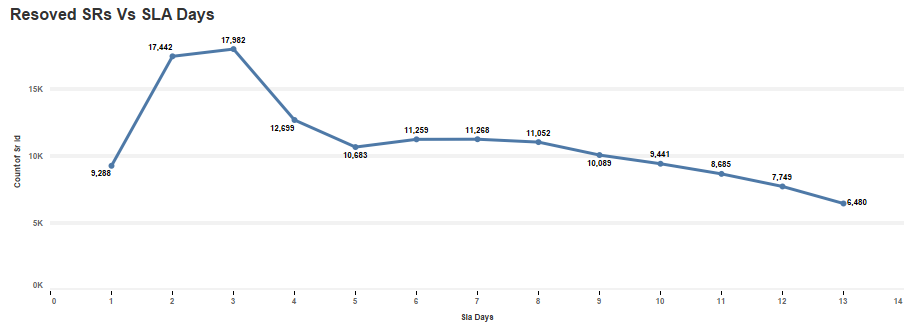 Resoved SRs Vs SLA Days
17,982
17,442
15K
12,699
11,259
11,268
11,052
Count of Sr Id
10K
10,683
10,089
9,441
9,288
8,685
7,749
6,480
5K
0K
0 1 2 3 4 5 6 7 8 9 10 11 12 13 14
Sla Days